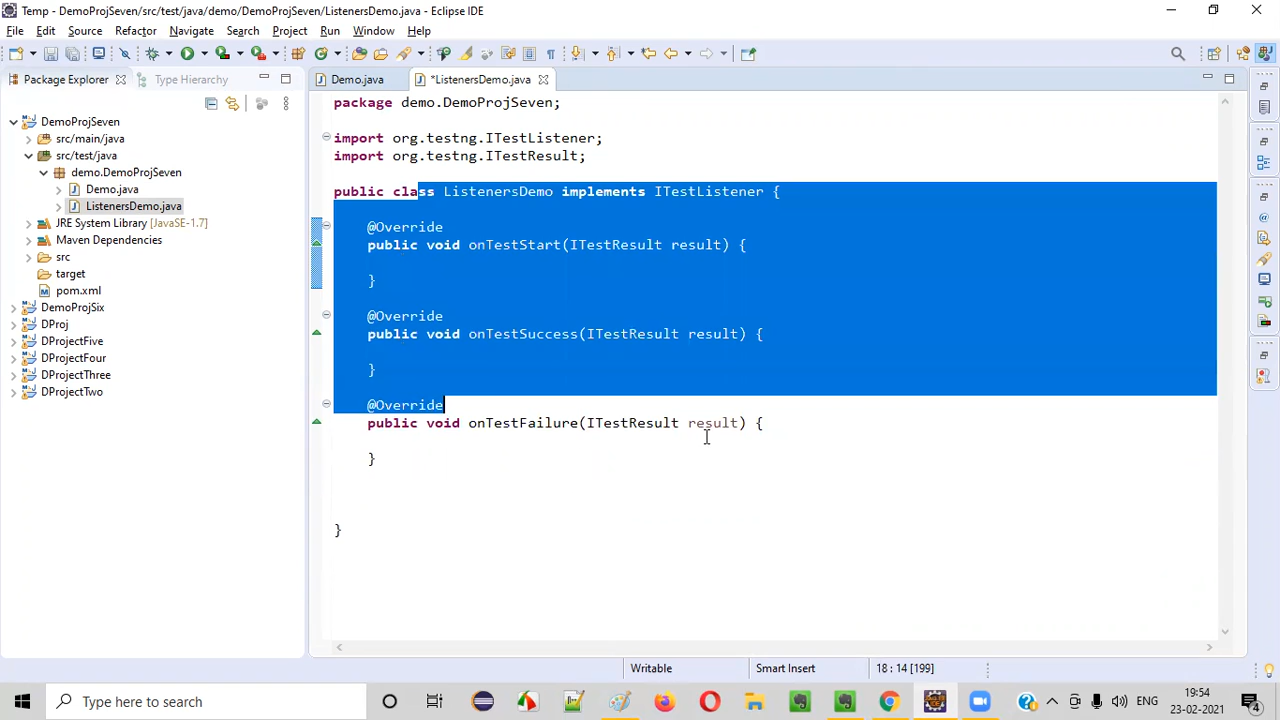 Temp - DemoProjSeven/src/test/java/demo/DemoProjSeven/ListenersDemo.java - Eclipse IDE
File Edit Source Refactor Navigate Search Project Run Window Help
Package Explorer Type Hierarchy
Demo.java *ListenersDemo.java
DemoProjSeven
src/main/java
src/test/java
demo.DemoProjSeven
Demo.java
ListenersDemo.java
JRE System Library [JavaSE-1.7]
Maven Dependencies
src
target
pom.xml
DemoProjSix
DProj
DProjectFive
DProjectFour
DProjectThree
DProjectTwo
package demo.DemoProjSeven;
import org.testng.ITestListener;
import org.testng.ITestResult;
public class ListenersDemo implements ITestListener {
@Override
public void onTestStart(ITestResult result) {
}
@Override
public void onTestSuccess(ITestResult result) {
}
@Override
public void onTestFailure(ITestResult result) {
}
}
Writable Smart Insert 18 : 14 [199]
Type here to search
ENG
19:54
23-02-2021
4